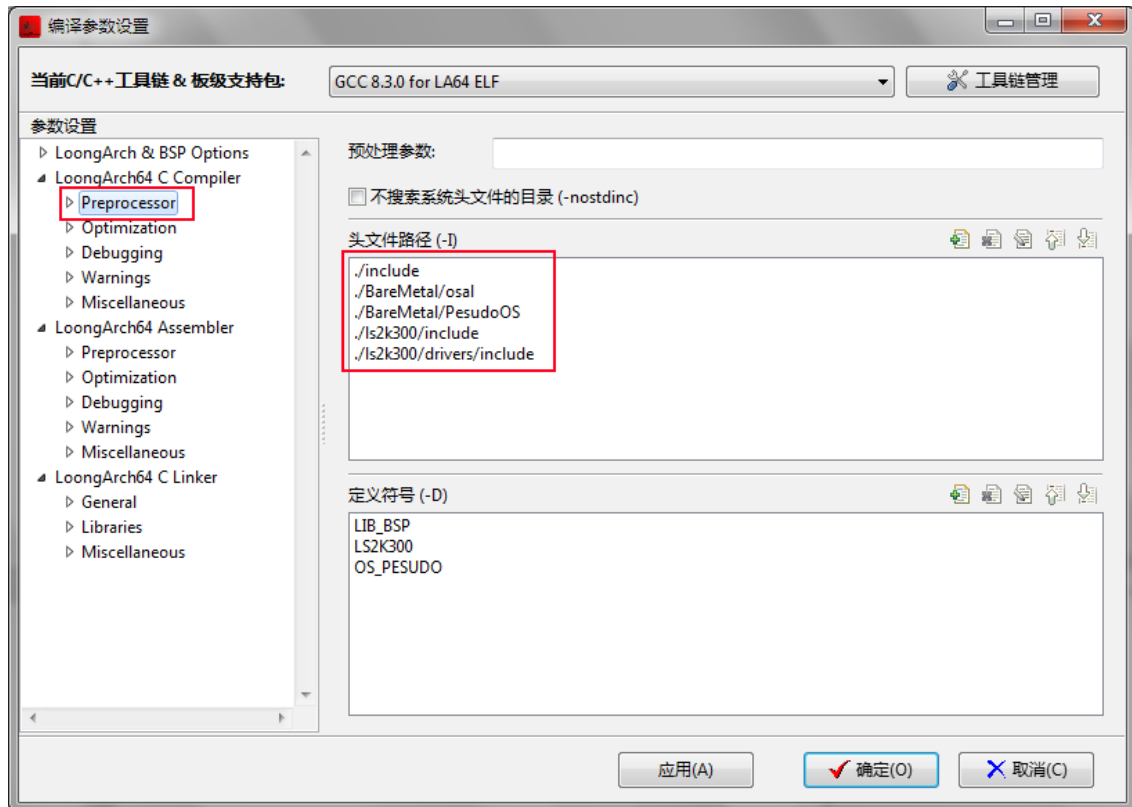 编译参数设置
当前C/C++工具链 & 板级支持包:
GCC 8.3.0 for LA64 ELF
工具链管理
参数设置
LoongArch & BSP Options
LoongArch64 C Compiler
Preprocessor
Optimization
Debugging
Warnings
Miscellaneous
LoongArch64 Assembler
Preprocessor
Optimization
Debugging
Warnings
Miscellaneous
LoongArch64 C Linker
General
Libraries
Miscellaneous
预处理参数:
不搜索系统头文件的目录 (-nostdinc)
头文件路径 (-I)
./include
./BareMetal/osal
./BareMetal/PesudoOS
./ls2k300/include
./ls2k300/drivers/include
定义符号 (-D)
LIB_BSP
LS2K300
OS_PESUDO
应用(A)
确定(O)
取消(C)